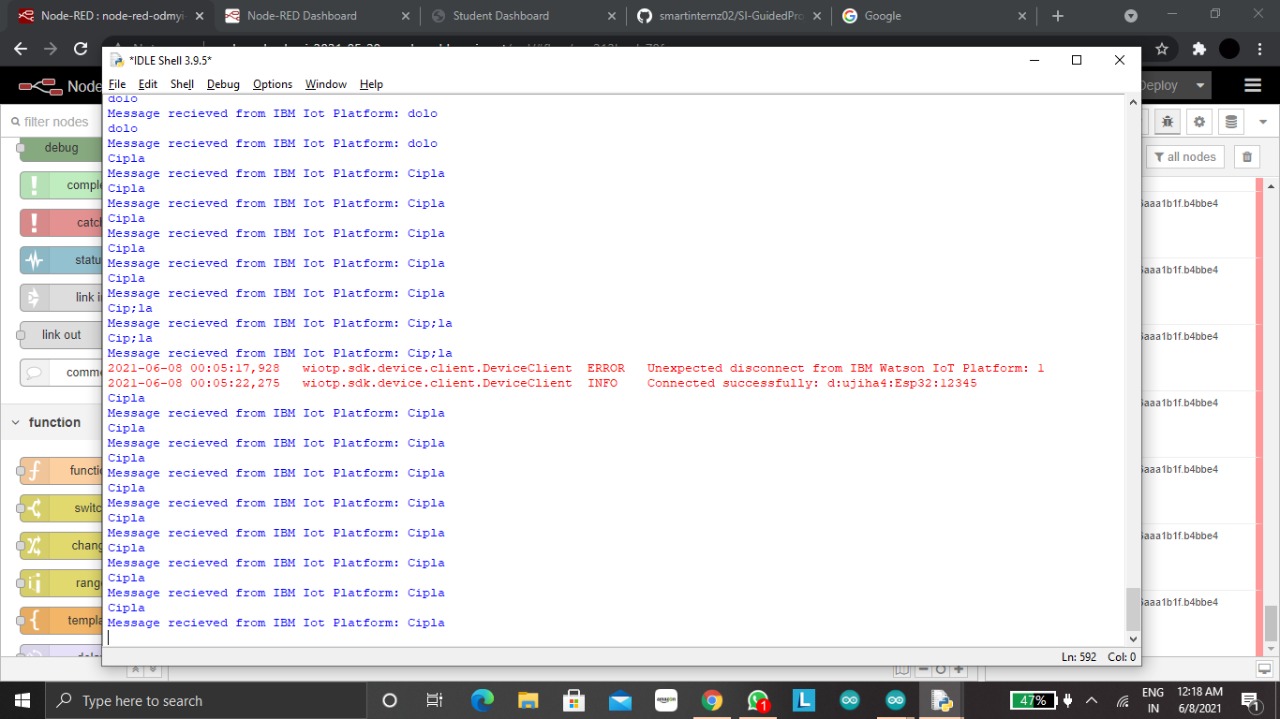 Node-RED : node-red-odmyi
Node-RED Dashboard
Student Dashboard
smartinternz02/SI-GuidedPro
Google
*IDLE Shell 3.9.5*
Node
Deploy
File Edit Shell Debug Options Window Help
filter nodes
all nodes
debug
comple
catch
status
link in
link out
comme
function
functio
switc
chang
range
templa
dolo
Message recieved from IBM Iot Platform: dolo
dolo
Message recieved from IBM Iot Platform: dolo
Cipla
Message recieved from IBM Iot Platform: Cipla
Cipla
Message recieved from IBM Iot Platform: Cipla
Cipla
Message recieved from IBM Iot Platform: Cipla
Cipla
Message recieved from IBM Iot Platform: Cipla
Cipla
Message recieved from IBM Iot Platform: Cipla
Cip;la
Message recieved from IBM Iot Platform: Cip;la
Cip;la
Message recieved from IBM Iot Platform: Cip;la
2021-06-08 00:05:17,928 wiotp.sdk.device.client.DeviceClient ERROR Unexpected disconnect from IBM Watson IoT Platform: 1
2021-06-08 00:05:22,275 wiotp.sdk.device.client.DeviceClient INFO Connected successfully: d:ujiha4:Esp32:12345
Cipla
Message recieved from IBM Iot Platform: Cipla
Cipla
Message recieved from IBM Iot Platform: Cipla
Cipla
Message recieved from IBM Iot Platform: Cipla
Cipla
Message recieved from IBM Iot Platform: Cipla
Cipla
Message recieved from IBM Iot Platform: Cipla
Cipla
Message recieved from IBM Iot Platform: Cipla
Cipla
Message recieved from IBM Iot Platform: Cipla
Cipla
Message recieved from IBM Iot Platform: Cipla
6aaa1b1f.b4bbe4
6aaa1b1f.b4bbe4
6aaa1b1f.b4bbe4
6aaa1b1f.b4bbe4
6aaa1b1f.b4bbe4
6aaa1b1f.b4bbe4
6aaa1b1f.b4bbe4
Ln: 592 Col: 0
Type here to search
amazon
1
L
47%
ENG
IN
12:18 AM
6/8/2021
1